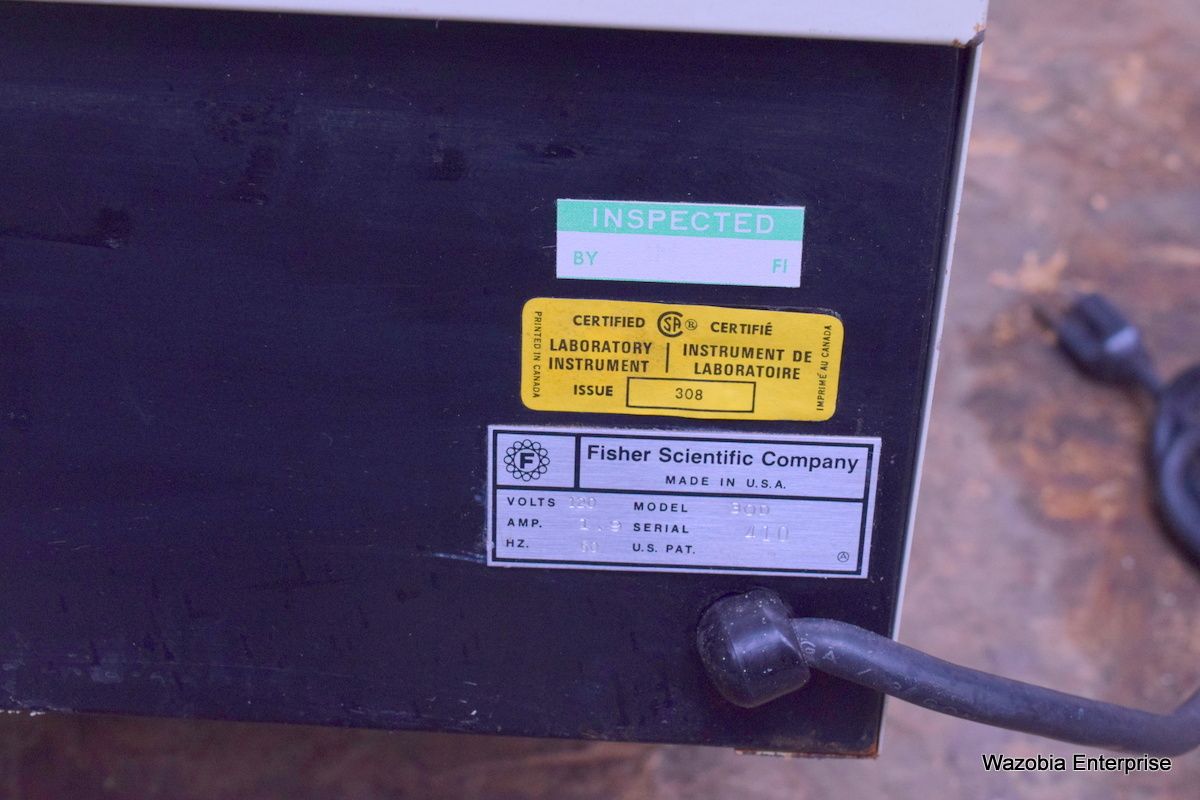 INSPECTED
BY FI
CERTIFIED CSA ® CERTIFIÉ
PRINTED IN CANADA
LABORATORY INSTRUMENT DE
INSTRUMENT LABORATOIRE
ISSUE 308
IMPRIMÉ AU CANADA
F Fisher Scientific Company
MADE IN U.S.A.
VOLTS 120 MODEL
AMP. 1.9 SERIAL 410
HZ. U.S. PAT. A
Wazobia Enterprise